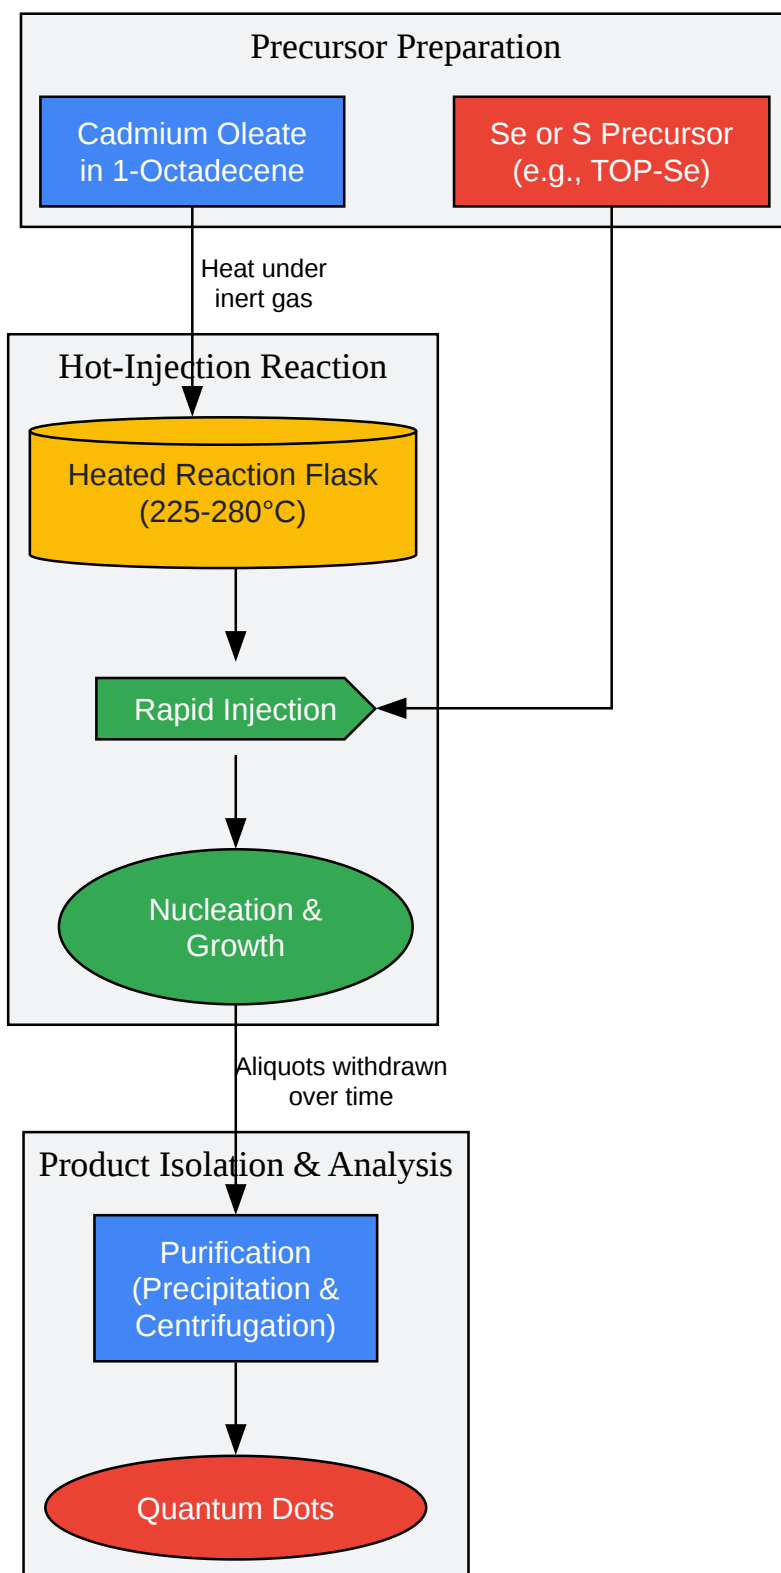 Precursor Preparation
Cadmium Oleate
in 1-Octadecene
Se or S Precursor
(e.g., TOP-Se)
Heat under
inert gas
Hot-Injection Reaction
Heated Reaction Flask
(225-280°C)
Rapid Injection
Nucleation &
Growth
Aliquots withdrawn
over time
Product Isolation & Analysis
Purification
(Precipitation &
Centrifugation)
Quantum Dots